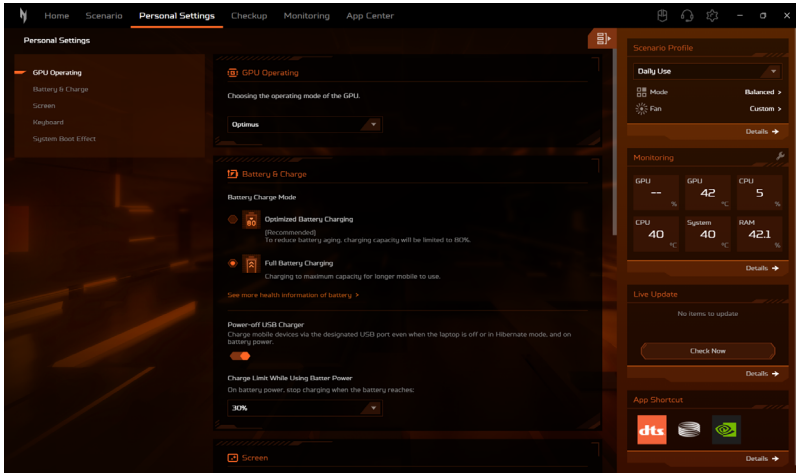 Home Scenario Personal Settings Checkup Monitoring App Center
Personal Settings
GPU Operating
Battery & Charge
Screen
Keyboard
System Boot Effect
GPU Operating
Choosing the operating mode of the GPU.
Optimus
Battery & Charge
Battery Charge Mode
80
Optimized Battery Charging
[Recommended]
To reduce battery aging, charging capacity will be limited to 80%.
Full Battery Charging
Charging to maximum capacity for longer mobile to use.
See more health information of battery >
Power-off USB Charger
Charge mobile devices via the designated USB port even when the laptop is off or in Hibernate mode, and on
battery power.
Charge Limit While Using Batter Power
On battery power, stop charging when the battery reaches:
30%
Screen
Scenario Profile
Daily Use
Mode Balanced >
Fan Custom >
Details →
Monitoring
GPU GPU CPU
-- 42 5
% °C %
CPU System RAM
40 40 42.1
°C °C %
Details →
Live Update
No items to update
Check Now
Details →
App Shortcut
dts
Details →